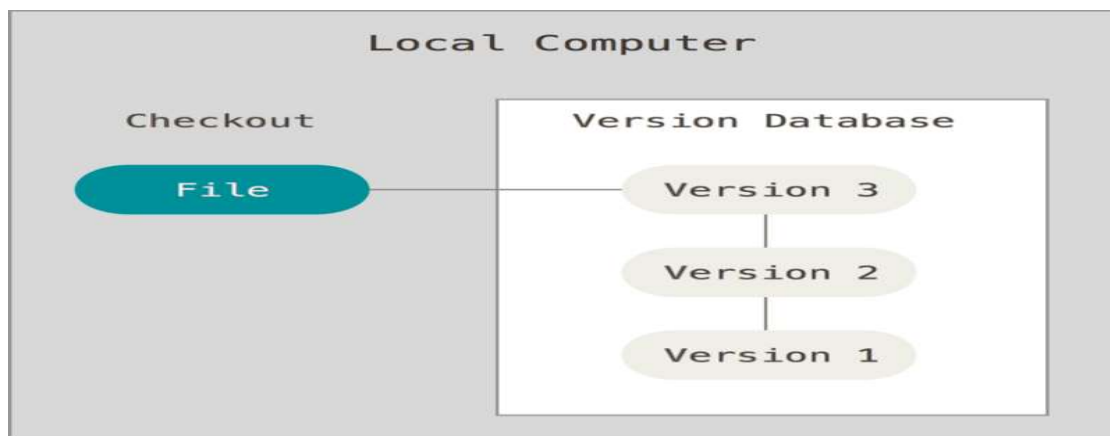 Local Computer
Checkout
Version Database
File
Version 3
Version 2
Version 1